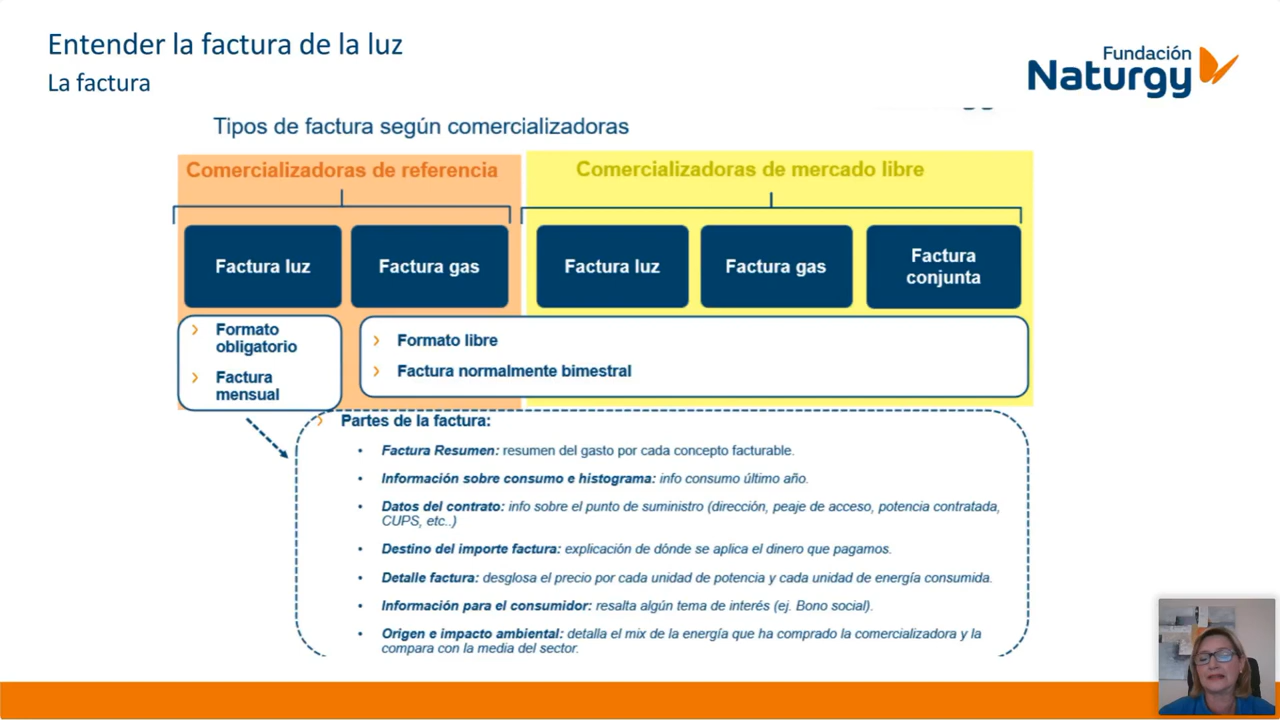 Entender la factura de la luz
La factura
Fundación
Naturgy
Tipos de factura según comercializadoras
Comercializadoras de referencia
Comercializadoras de mercado libre
Factura luz
Factura gas
Factura luz
Factura gas
Factura
conjunta
Formato
obligatorio
Factura
mensual
Formato libre
Factura normalmente bimestral
Partes de la factura:
Factura Resumen: resumen del gasto por cada concepto facturable.
Información sobre consumo e histograma: info consumo último año.
Datos del contrato: info sobre el punto de suministro (dirección, peaje de acceso, potencia contratada,
CUPS, etc..)
Destino del importe factura: explicación de dónde se aplica el dinero que pagamos.
Detalle factura: desglosa el precio por cada unidad de potencia y cada unidad de energía consumida.
Información para el consumidor: resalta algún tema de interés (ej. Bono social).
Origen e impacto ambiental: detalla el mix de la energía que ha comprado la comercializadora y la
compara con la media del sector.